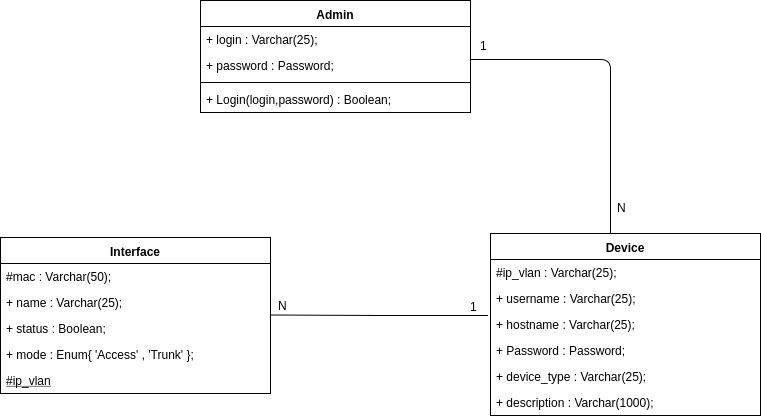 Admin
+ login : Varchar(25);
+ password : Password;
+ Login(login,password) : Boolean;
1
N
Interface
#mac : Varchar(50);
+ name : Varchar(25);
+ status : Boolean;
+ mode : Enum{ 'Access' , 'Trunk' };
#ip_vlan
N
1
Device
#ip_vlan : Varchar(25);
+ username : Varchar(25);
+ hostname : Varchar(25);
+ Password : Password;
+ device_type : Varchar(25);
+ description : Varchar(1000);